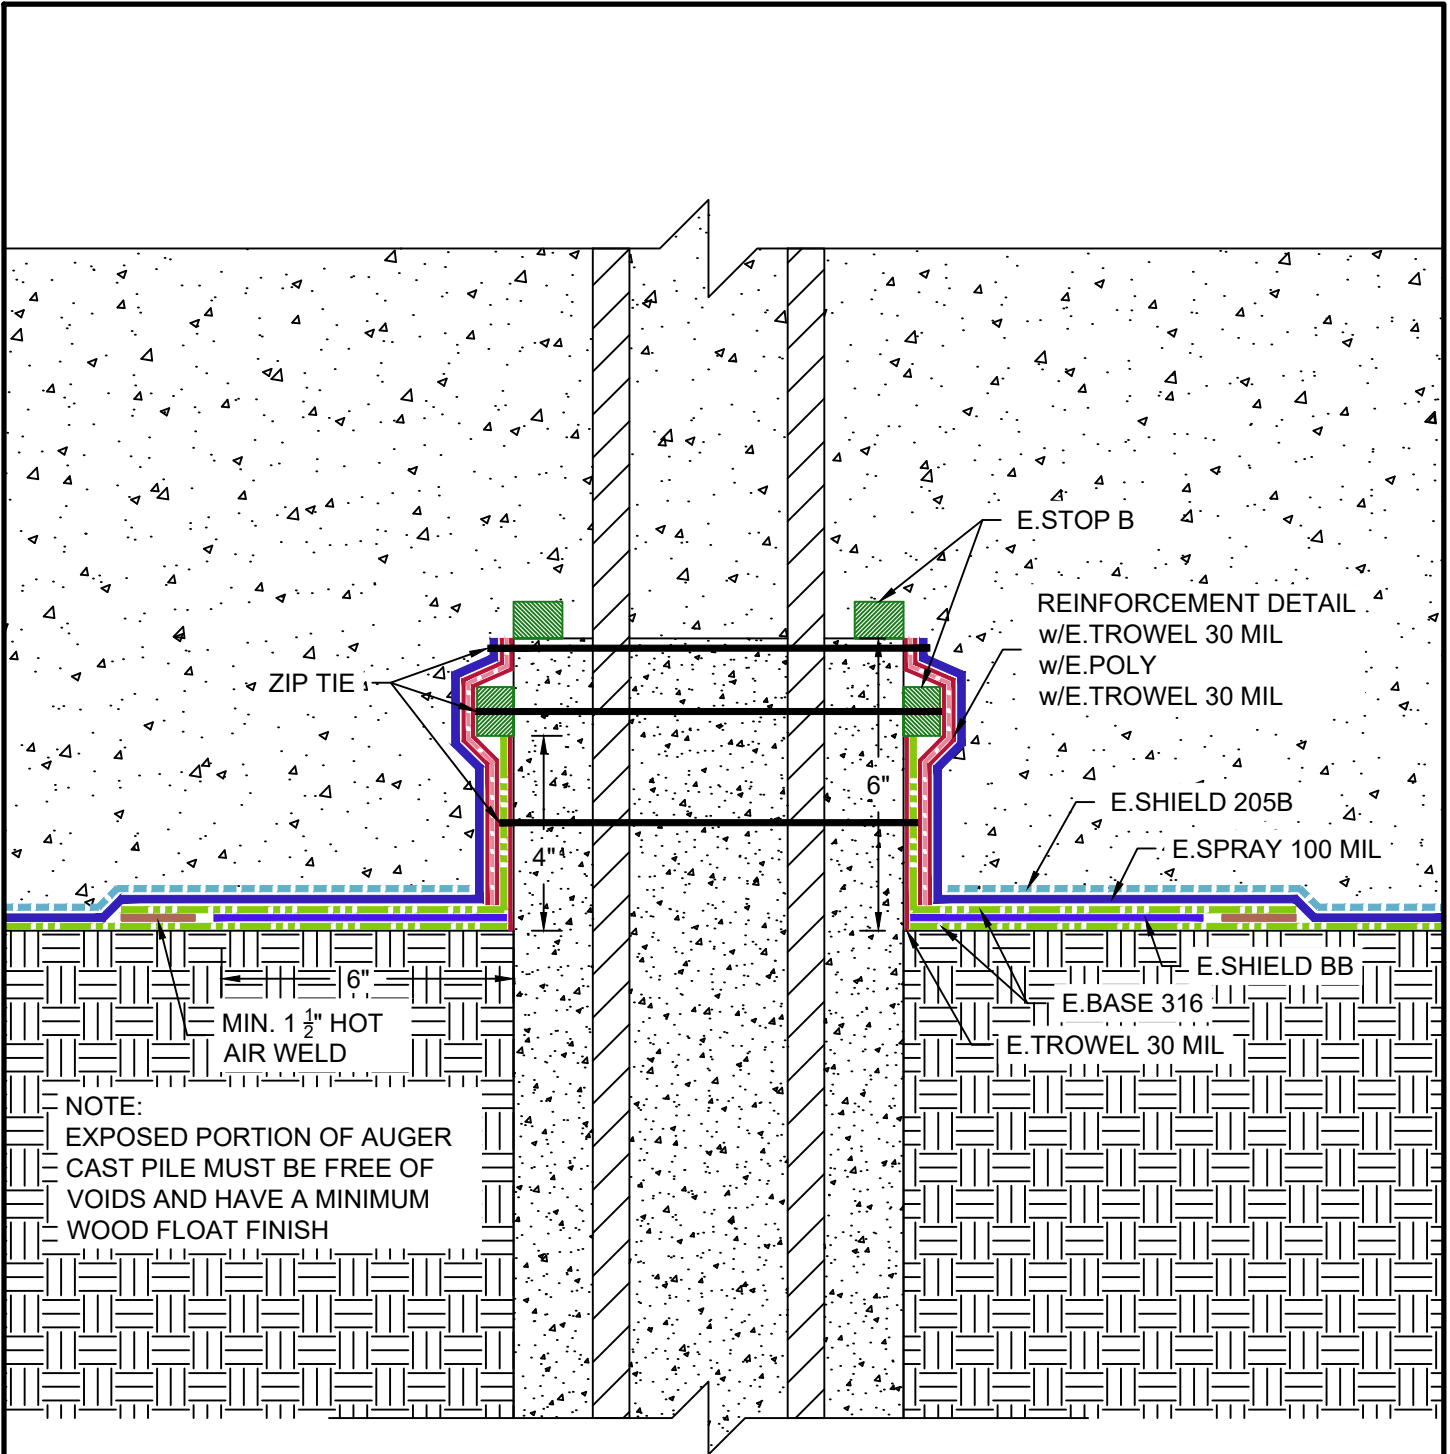 E.STOP B
REINFORCEMENT DETAIL
w/E.TROWEL 30 MIL
w/E.POLY
w/E.TROWEL 30 MIL
ZIP TIE
6"
E.SHIELD 205B
4"
E.SPRAY 100 MIL
E.SHIELD BB
6"
E.BASE 316
MIN. 1 1/2" HOT
AIR WELD
E.TROWEL 30 MIL
NOTE:
EXPOSED PORTION OF AUGER
CAST PILE MUST BE FREE OF
VOIDS AND HAVE A MINIMUM
WOOD FLOAT FINISH